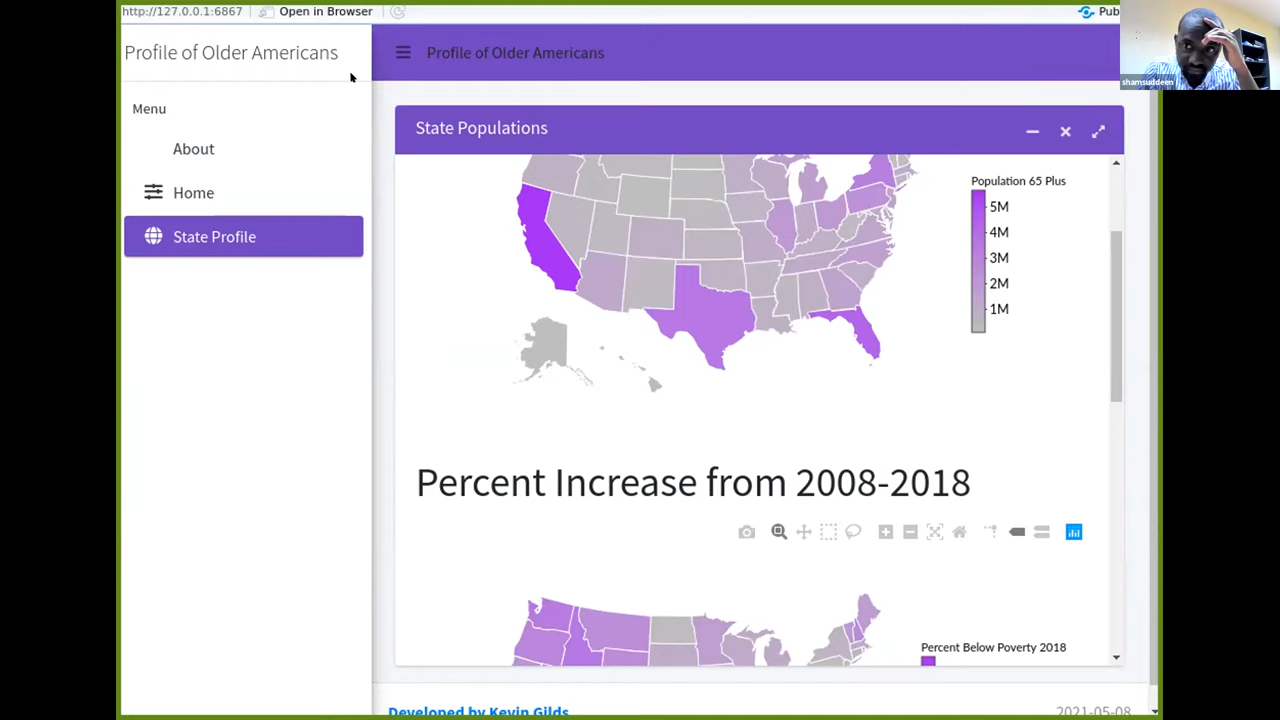 http://127.0.0.1:6867
Open in Browser
Pub
shamsuddeen
Profile of Older Americans
Profile of Older Americans
Menu
About
Home
State Profile
State Populations
Population 65 Plus
5M
4M
3M
2M
1M
Percent Increase from 2008-2018
Percent Below Poverty 2018
Developed by Kevin Gilds
2021-05-08